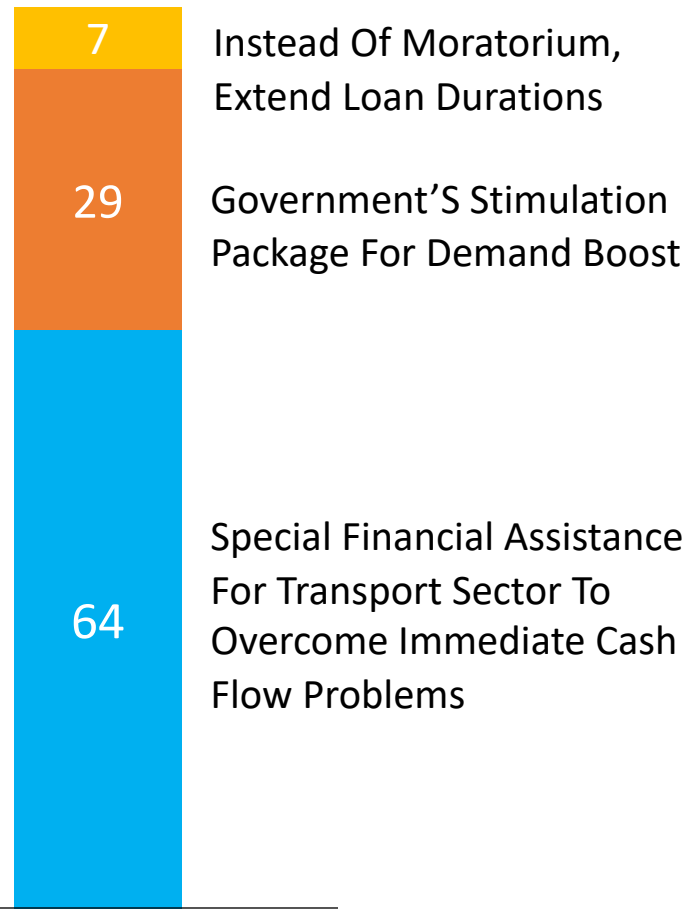 7
Instead Of Moratorium,
Extend Loan Durations
29
Government'S Stimulation
Package For Demand Boost
64
Special Financial Assistance
For Transport Sector To
Overcome Immediate Cash
Flow Problems